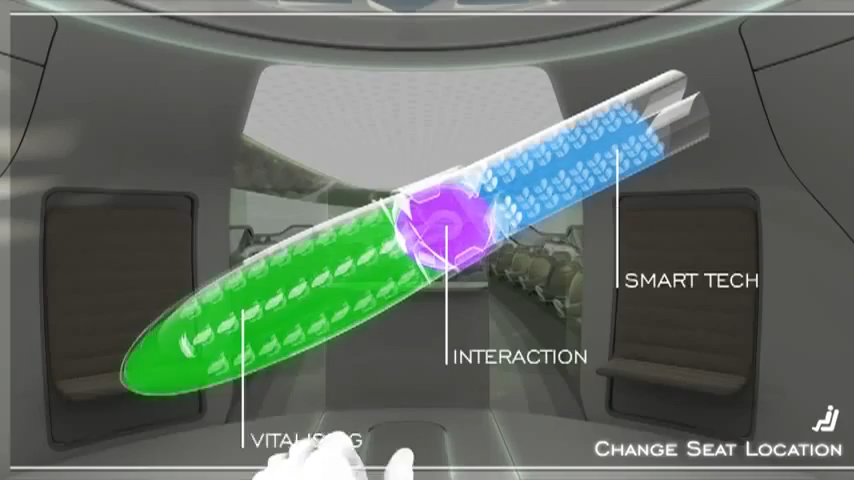 SMART TECH
INTERACTION
CHANGE SEAT LOCATION